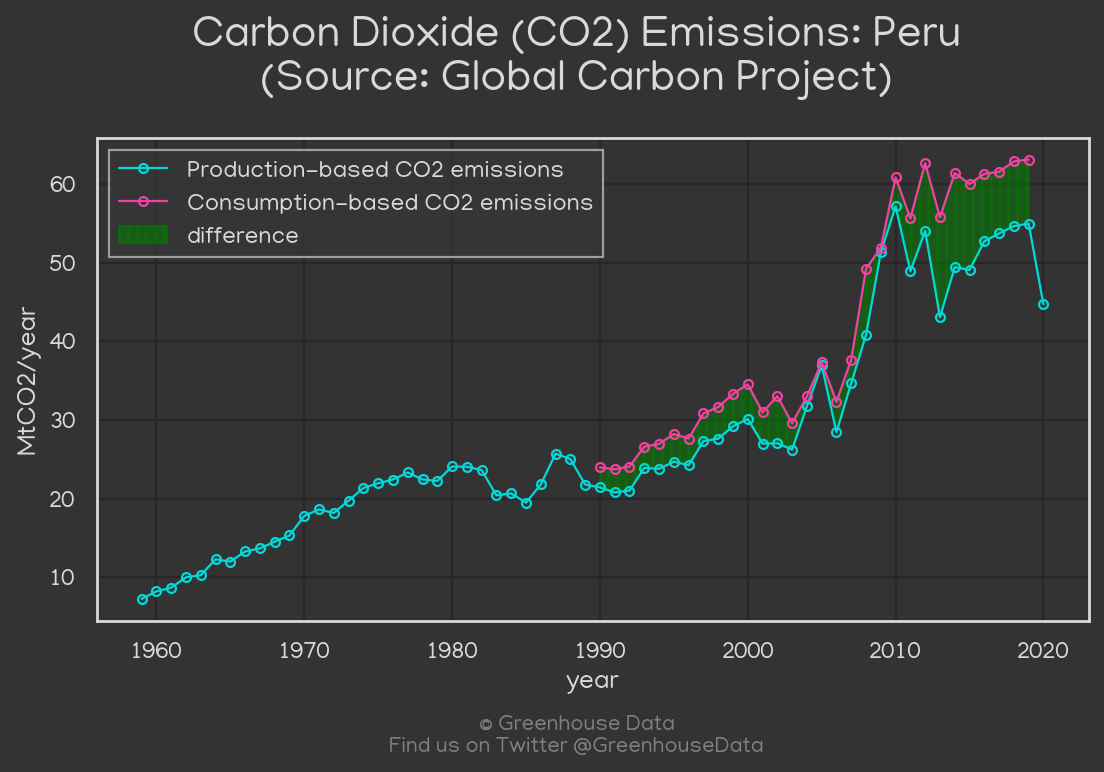 Carbon Dioxide (CO2) Emissions: Peru
(Source: Global Carbon Project)
Production-based CO2 emissions
Consumption-based CO2 emissions
difference
MtCO2/year
60
50
40
30
20
10
1960 1970 1980 1990 2000 2010 2020
year
© Greenhouse Data
Find us on Twitter @GreenhouseData